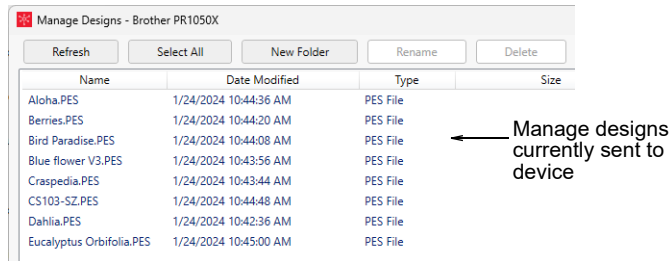 Manage Designs - Brother PR1050X
Refresh Select All New Folder Rename Delete
Name Date Modified Type Size
Aloha.PES 1/24/2024 10:44:36 AM PES File
Berries.PES 1/24/2024 10:44:20 AM PES File
Bird Paradise.PES 1/24/2024 10:44:08 AM PES File
Blue flower V3.PES 1/24/2024 10:43:56 AM PES File
Craspedia.PES 1/24/2024 10:43:44 AM PES File
CS103-SZ.PES 1/24/2024 10:44:48 AM PES File
Dahlia.PES 1/24/2024 10:42:36 AM PES File
Eucalyptus Orbifolia.PES 1/24/2024 10:45:00 AM PES File
Manage designs
currently sent to
device